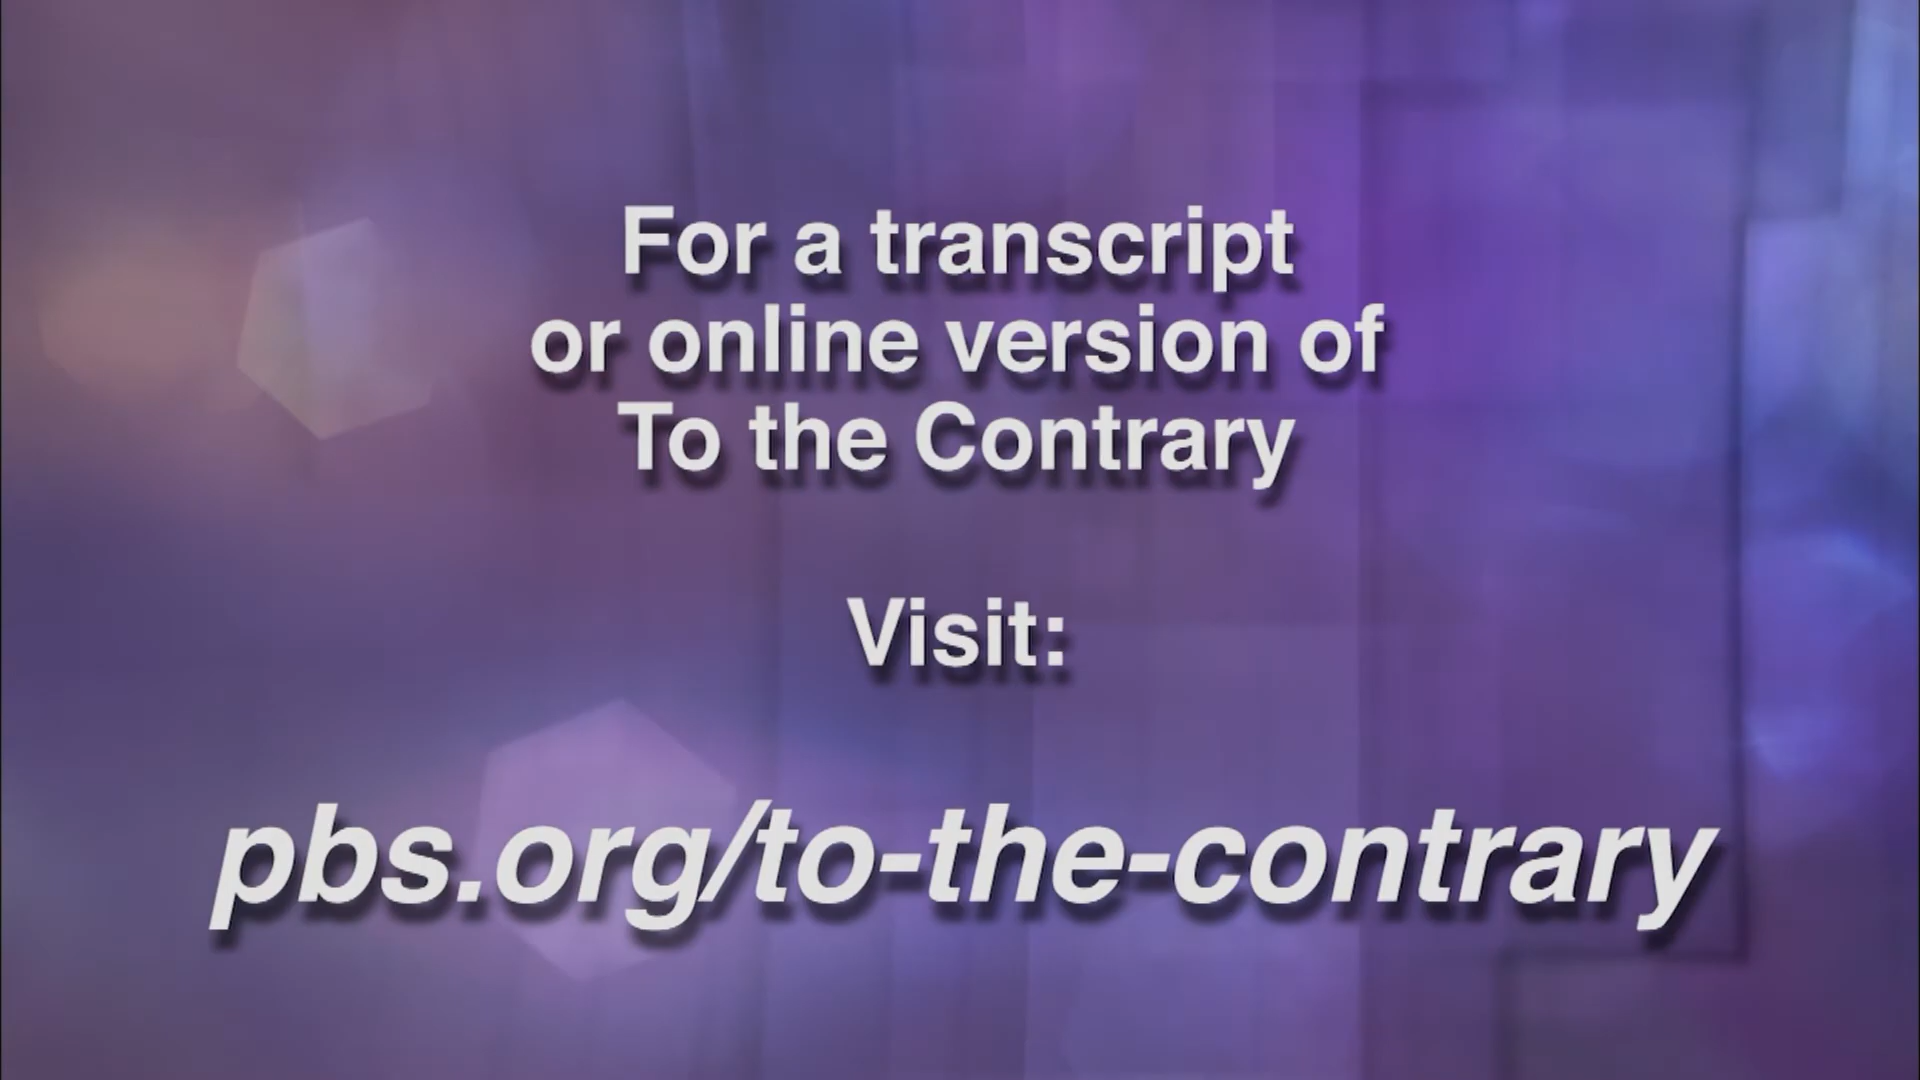 For a transcript
or online version of
To the Contrary
Visit:
pbs.org/to-the-contrary